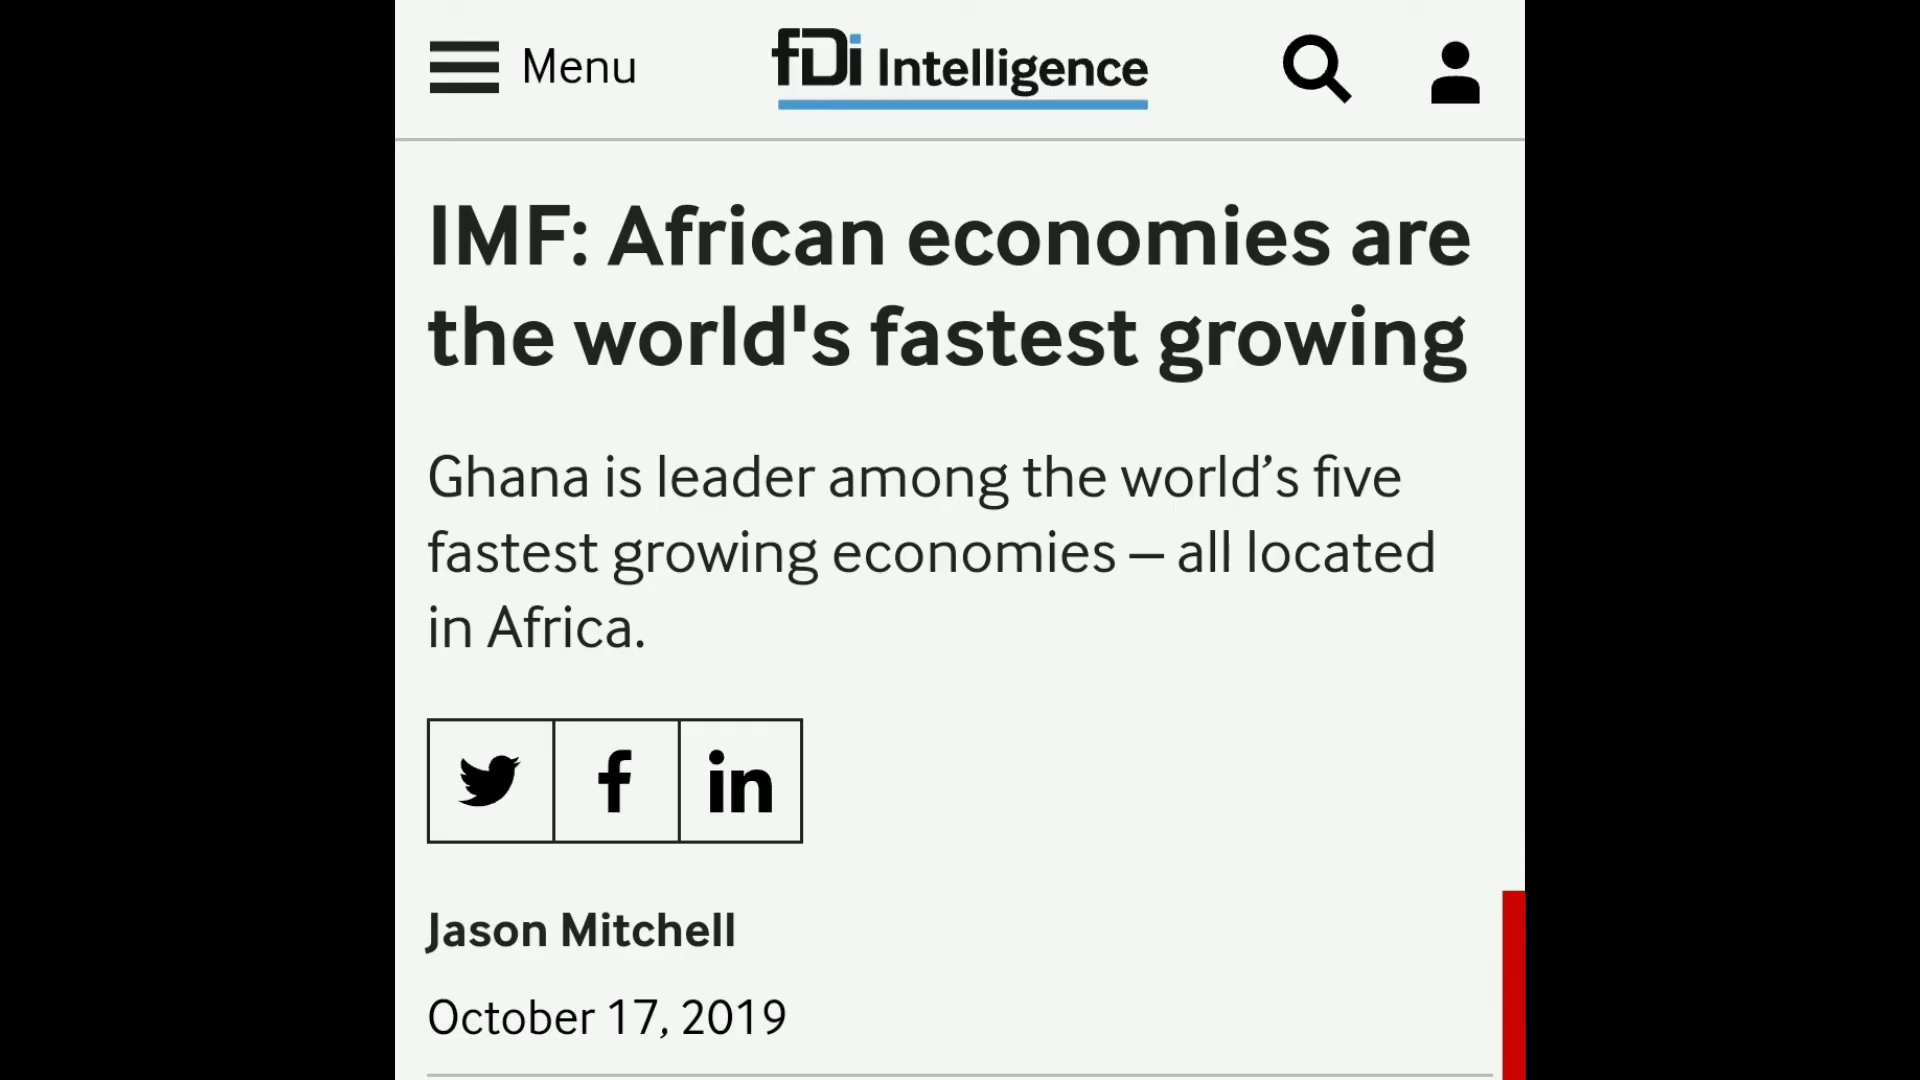 Menu
fDi Intelligence
IMF: African economies are
the world's fastest growing
Ghana is leader among the world’s five
fastest growing economies – all located
in Africa.
Jason Mitchell
October 17, 2019